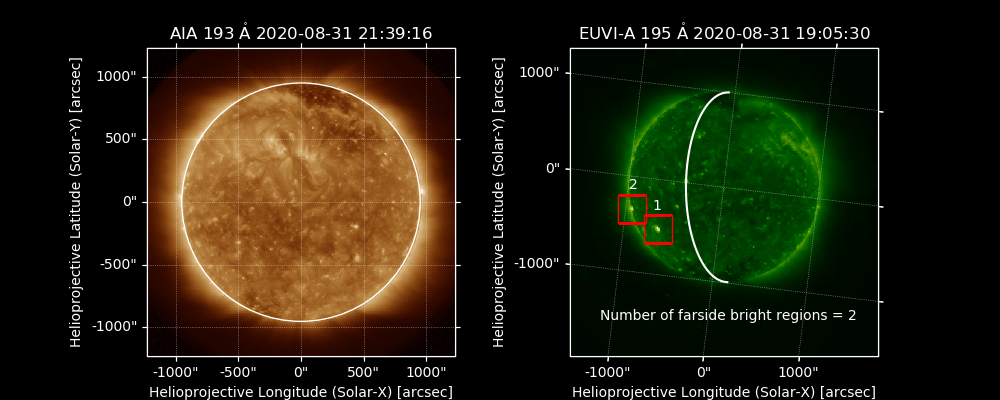 AIA 193 Å 2020-08-31 21:39:16
1000"
500"
0"
-500"
-1000"
-1000"
-500"
0"
500"
1000"
Helioprojective Longitude (Solar-X) [arcsec]
Helioprojective Latitude (Solar-Y) [arcsec]
EUVI-A 195 Å 2020-08-31 19:05:30
1000"
0"
-1000"
2
1
Number of farside bright regions = 2
-1000"
0"
1000"
Helioprojective Longitude (Solar-X) [arcsec]
Helioprojective Latitude (Solar-Y) [arcsec]